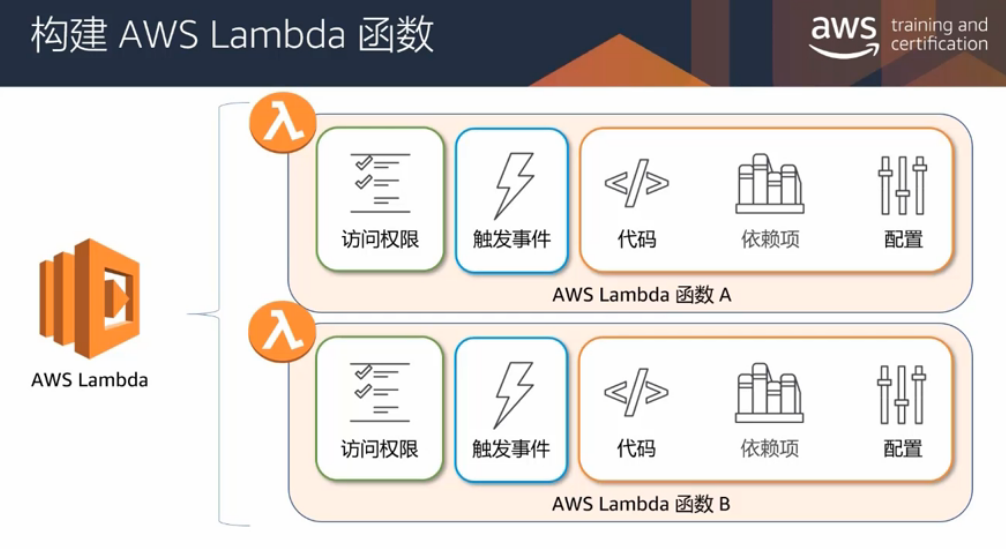 构建 AWS Lambda 函数
aws training and
certification
访问权限
触发事件
</>
代码
依赖项
配置
AWS Lambda 函数 A
AWS Lambda
访问权限
触发事件
</>
代码
依赖项
配置
AWS Lambda 函数 B